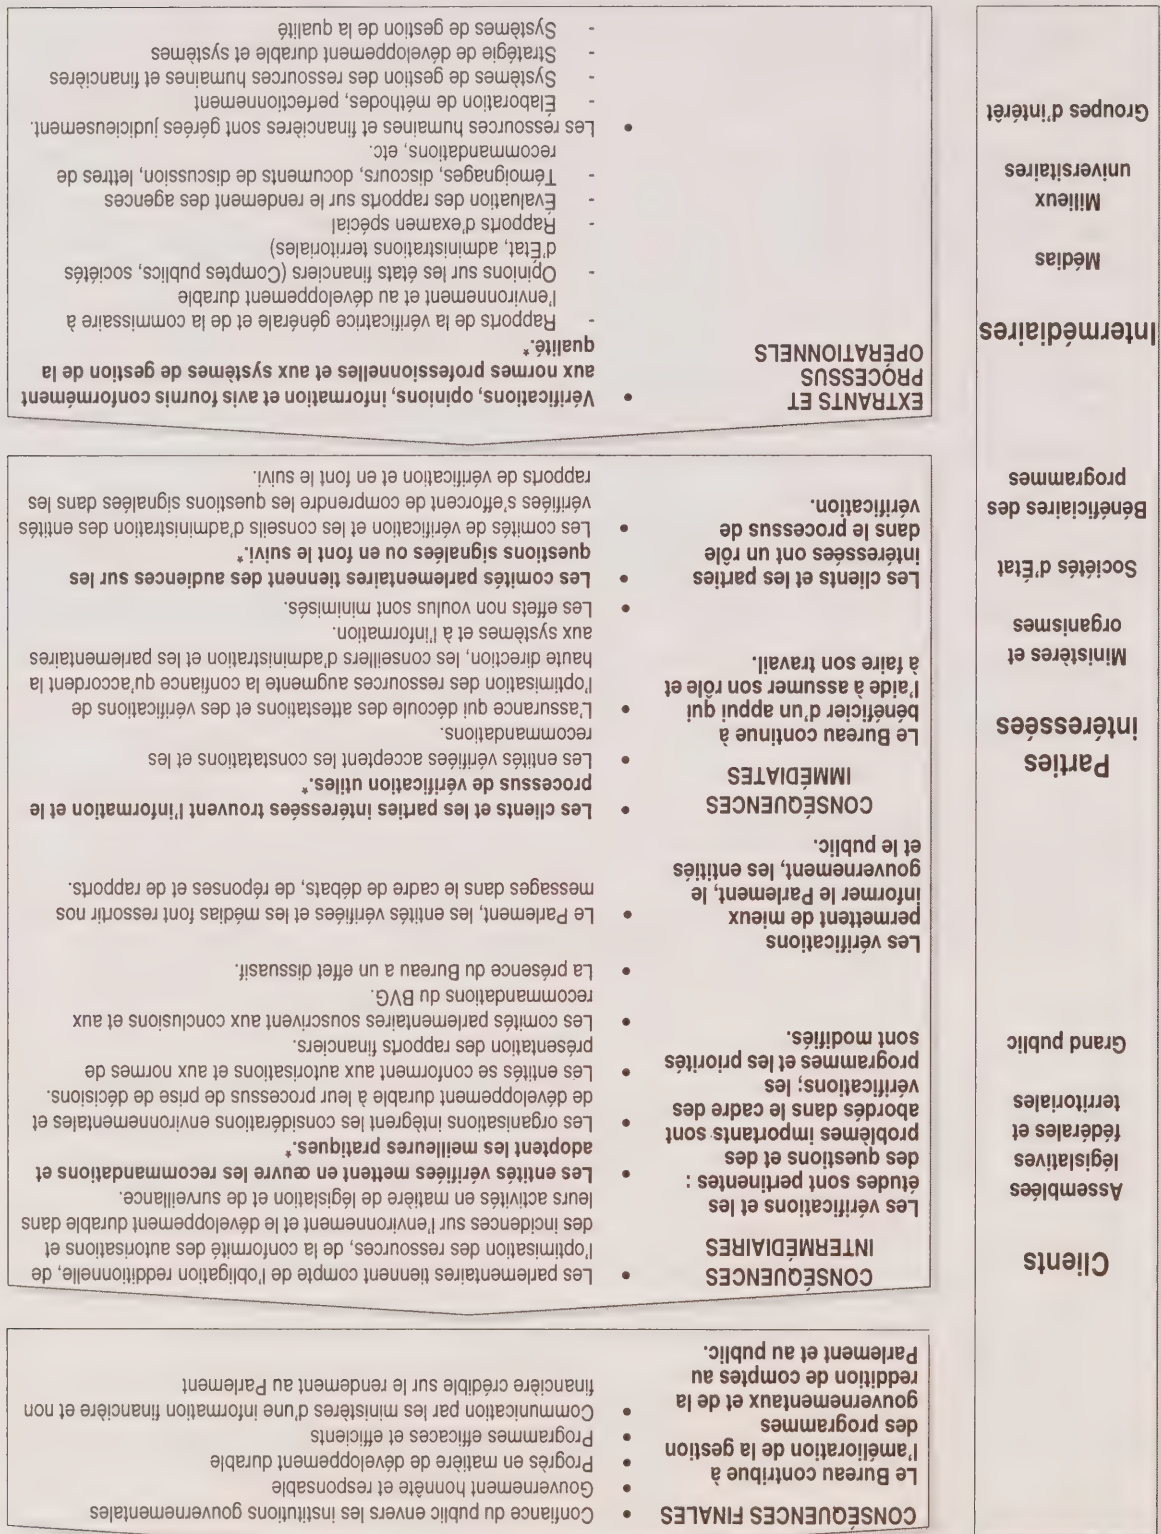 Clients
Assemblées
législatives
fédérales et
territoriales
Grand public
Parties
intéressées
Ministères et
organismes
Sociétés d'État
Bénéficiaires des
programmes
Intermédiaires
Médias
Milieux
universitaires
Groupes d'intérêt
CONSÉQUENCES FINALES
Le Bureau contribue à
l'amélioration de la gestion
des programmes
gouvernementaux et de la
reddition de comptes au
Parlement et au public.
• Confiance du public envers les institutions gouvernementales
• Gouvernement honnête et responsable
• Progrès en matière de développement durable
• Programmes efficaces et efficients
• Communication par les ministères d'une information financière et non
financière crédible sur le rendement au Parlement
CONSÉQUENCES
INTERMÉDIAIRES
Les vérifications et les
études sont pertinentes :
des questions et des
problèmes importants sont
abordés dans le cadre des
vérifications; les
programmes et les priorités
sont modifiés.
Les vérifications
permettent de mieux
informer le Parlement, le
gouvernement, les entités
et le public.
• Les parlementaires tiennent compte de l'obligation redditionnelle, de
l'optimisation des ressources, de la conformité des autorisations et
des incidences sur l'environnement et le développement durable dans
leurs activités en matière de législation et de surveillance.
• Les entités vérifiées mettent en œuvre les recommandations et
adoptent les meilleures pratiques.*
• Les organisations intègrent les considérations environnementales et
de développement durable à leur processus de prise de décisions.
• Les entités se conforment aux autorisations et aux normes de
présentation des rapports financiers.
• Les comités parlementaires souscrivent aux conclusions et aux
recommandations du BVG.
• La présence du Bureau a un effet dissuasif.
• Le Parlement, les entités vérifiées et les médias font ressortir nos
messages dans le cadre de débats, de réponses et de rapports.
CONSÉQUENCES
IMMÉDIATES
Le Bureau continue à
bénéficier d'un appui qui
l'aide à assumer son rôle et
à faire son travail.
Les clients et les parties
intéressées ont un rôle
dans le processus de
vérification.
• Les clients et les parties intéressées trouvent l'information et le
processus de vérification utiles.*
• Les entités vérifiées acceptent les constatations et les
recommandations.
• L'assurance qui découle des attestations et des vérifications de
l'optimisation des ressources augmente la confiance qu'accordent la
haute direction, les conseillers d'administration et les parlementaires
aux systèmes et à l'information.
• Les effets non voulus sont minimisés.
• Les comités parlementaires tiennent des audiences sur les
questions signalées ou en font le suivi.*
• Les comités de vérification et les conseils d'administration des entités
vérifiées s'efforcent de comprendre les questions signalées dans les
rapports de vérification et en font le suivi.
EXTRANTS ET
PROCESSUS
OPÉRATIONNELS
• Vérifications, opinions, information et avis fournis conformément
aux normes professionnelles et aux systèmes de gestion de la
qualité.*
- Rapports de la vérificatrice générale et de la commissaire à
l'environnement et au développement durable
- Opinions sur les états financiers (Comptes publics, sociétés
d'État, administrations territoriales)
- Rapports d'examen spécial
- Évaluation des rapports sur le rendement des agences
- Témoignages, discours, documents de discussion, lettres de
recommandations, etc.
• Les ressources humaines et financières sont gérées judicieusement.
- Élaboration de méthodes, perfectionnement
- Systèmes de gestion des ressources humaines et financières
- Stratégie de développement durable et systèmes
- Systèmes de gestion de la qualité